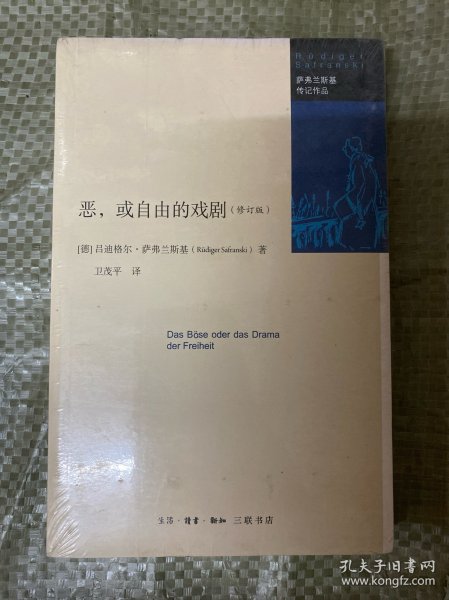 Rüdiger
Safranski
萨弗兰斯基
传记作品
恶，或自由的戏剧（修订版）
[德] 吕迪格尔·萨弗兰斯基（Rüdiger Safranski）著
卫茂平 译
Das Böse oder das Drama
der Freiheit
生活·讀書·新知 三联书店
孔夫子旧书网
www.kongfz.com